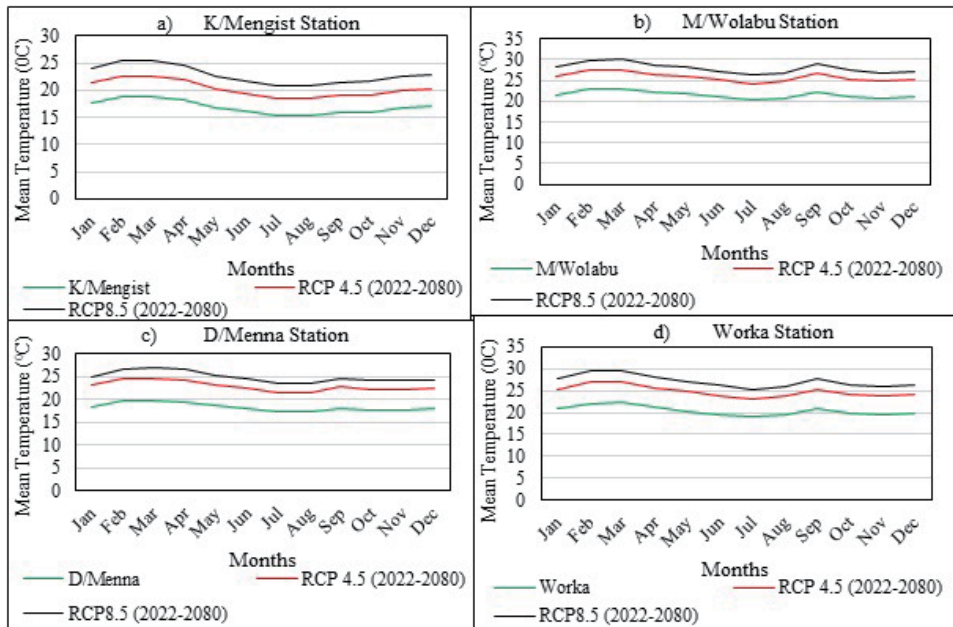 a) K/Mengist Station
Mean Temperature (0C)
30
25
20
15
10
5
0
Jan Feb Mar Apr May Jun Jul Aug Sep Oct Nov Dec
Months
K/Mengist RCP 4.5 (2022-2080)
RCP8.5 (2022-2080)
b) M/Wolabu Station
Mean Temperature (°C)
35
30
25
20
15
10
5
0
Jan Feb Mar Apr May Jun Jul Aug Sep Oct Nov Dec
Months
M/Wolabu RCP 4.5 (2022-2080)
RCP8.5 (2022-2080)
c) D/Menna Station
Mean Temperature (°C)
30
25
20
15
10
5
0
Jan Feb Mar Apr May Jun Jul Aug Sep Oct Nov Dec
Months
D/Menna RCP 4.5 (2022-2080)
RCP8.5 (2022-2080)
d) Worka Station
Mean Temperature (0C)
35
30
25
20
15
10
5
0
Jan Feb Mar Apr May Jun Jul Aug Sep Oct Nov Dec
Months
Worka RCP 4.5 (2022-2080)
RCP8.5 (2022-2080)